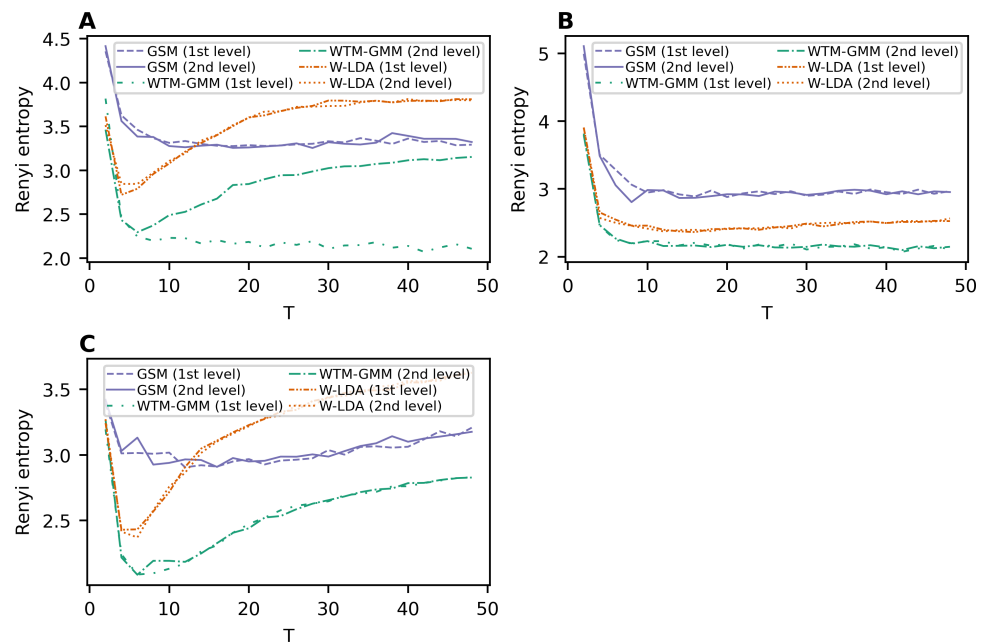 A
4.5
4.0
3.5
3.0
2.5
2.0
Renyi entropy
GSM (1st level)
GSM (2nd level)
WTM-GMM (1st level)
WTM-GMM (2nd level)
W-LDA (1st level)
W-LDA (2nd level)
0 10 20 30 40 50
T
B
5
4
3
2
Renyi entropy
GSM (1st level)
GSM (2nd level)
WTM-GMM (1st level)
WTM-GMM (2nd level)
W-LDA (1st level)
W-LDA (2nd level)
0 10 20 30 40 50
T
C
3.5
3.0
2.5
Renyi entropy
GSM (1st level)
GSM (2nd level)
WTM-GMM (1st level)
WTM-GMM (2nd level)
W-LDA (1st level)
W-LDA (2nd level)
0 10 20 30 40 50
T